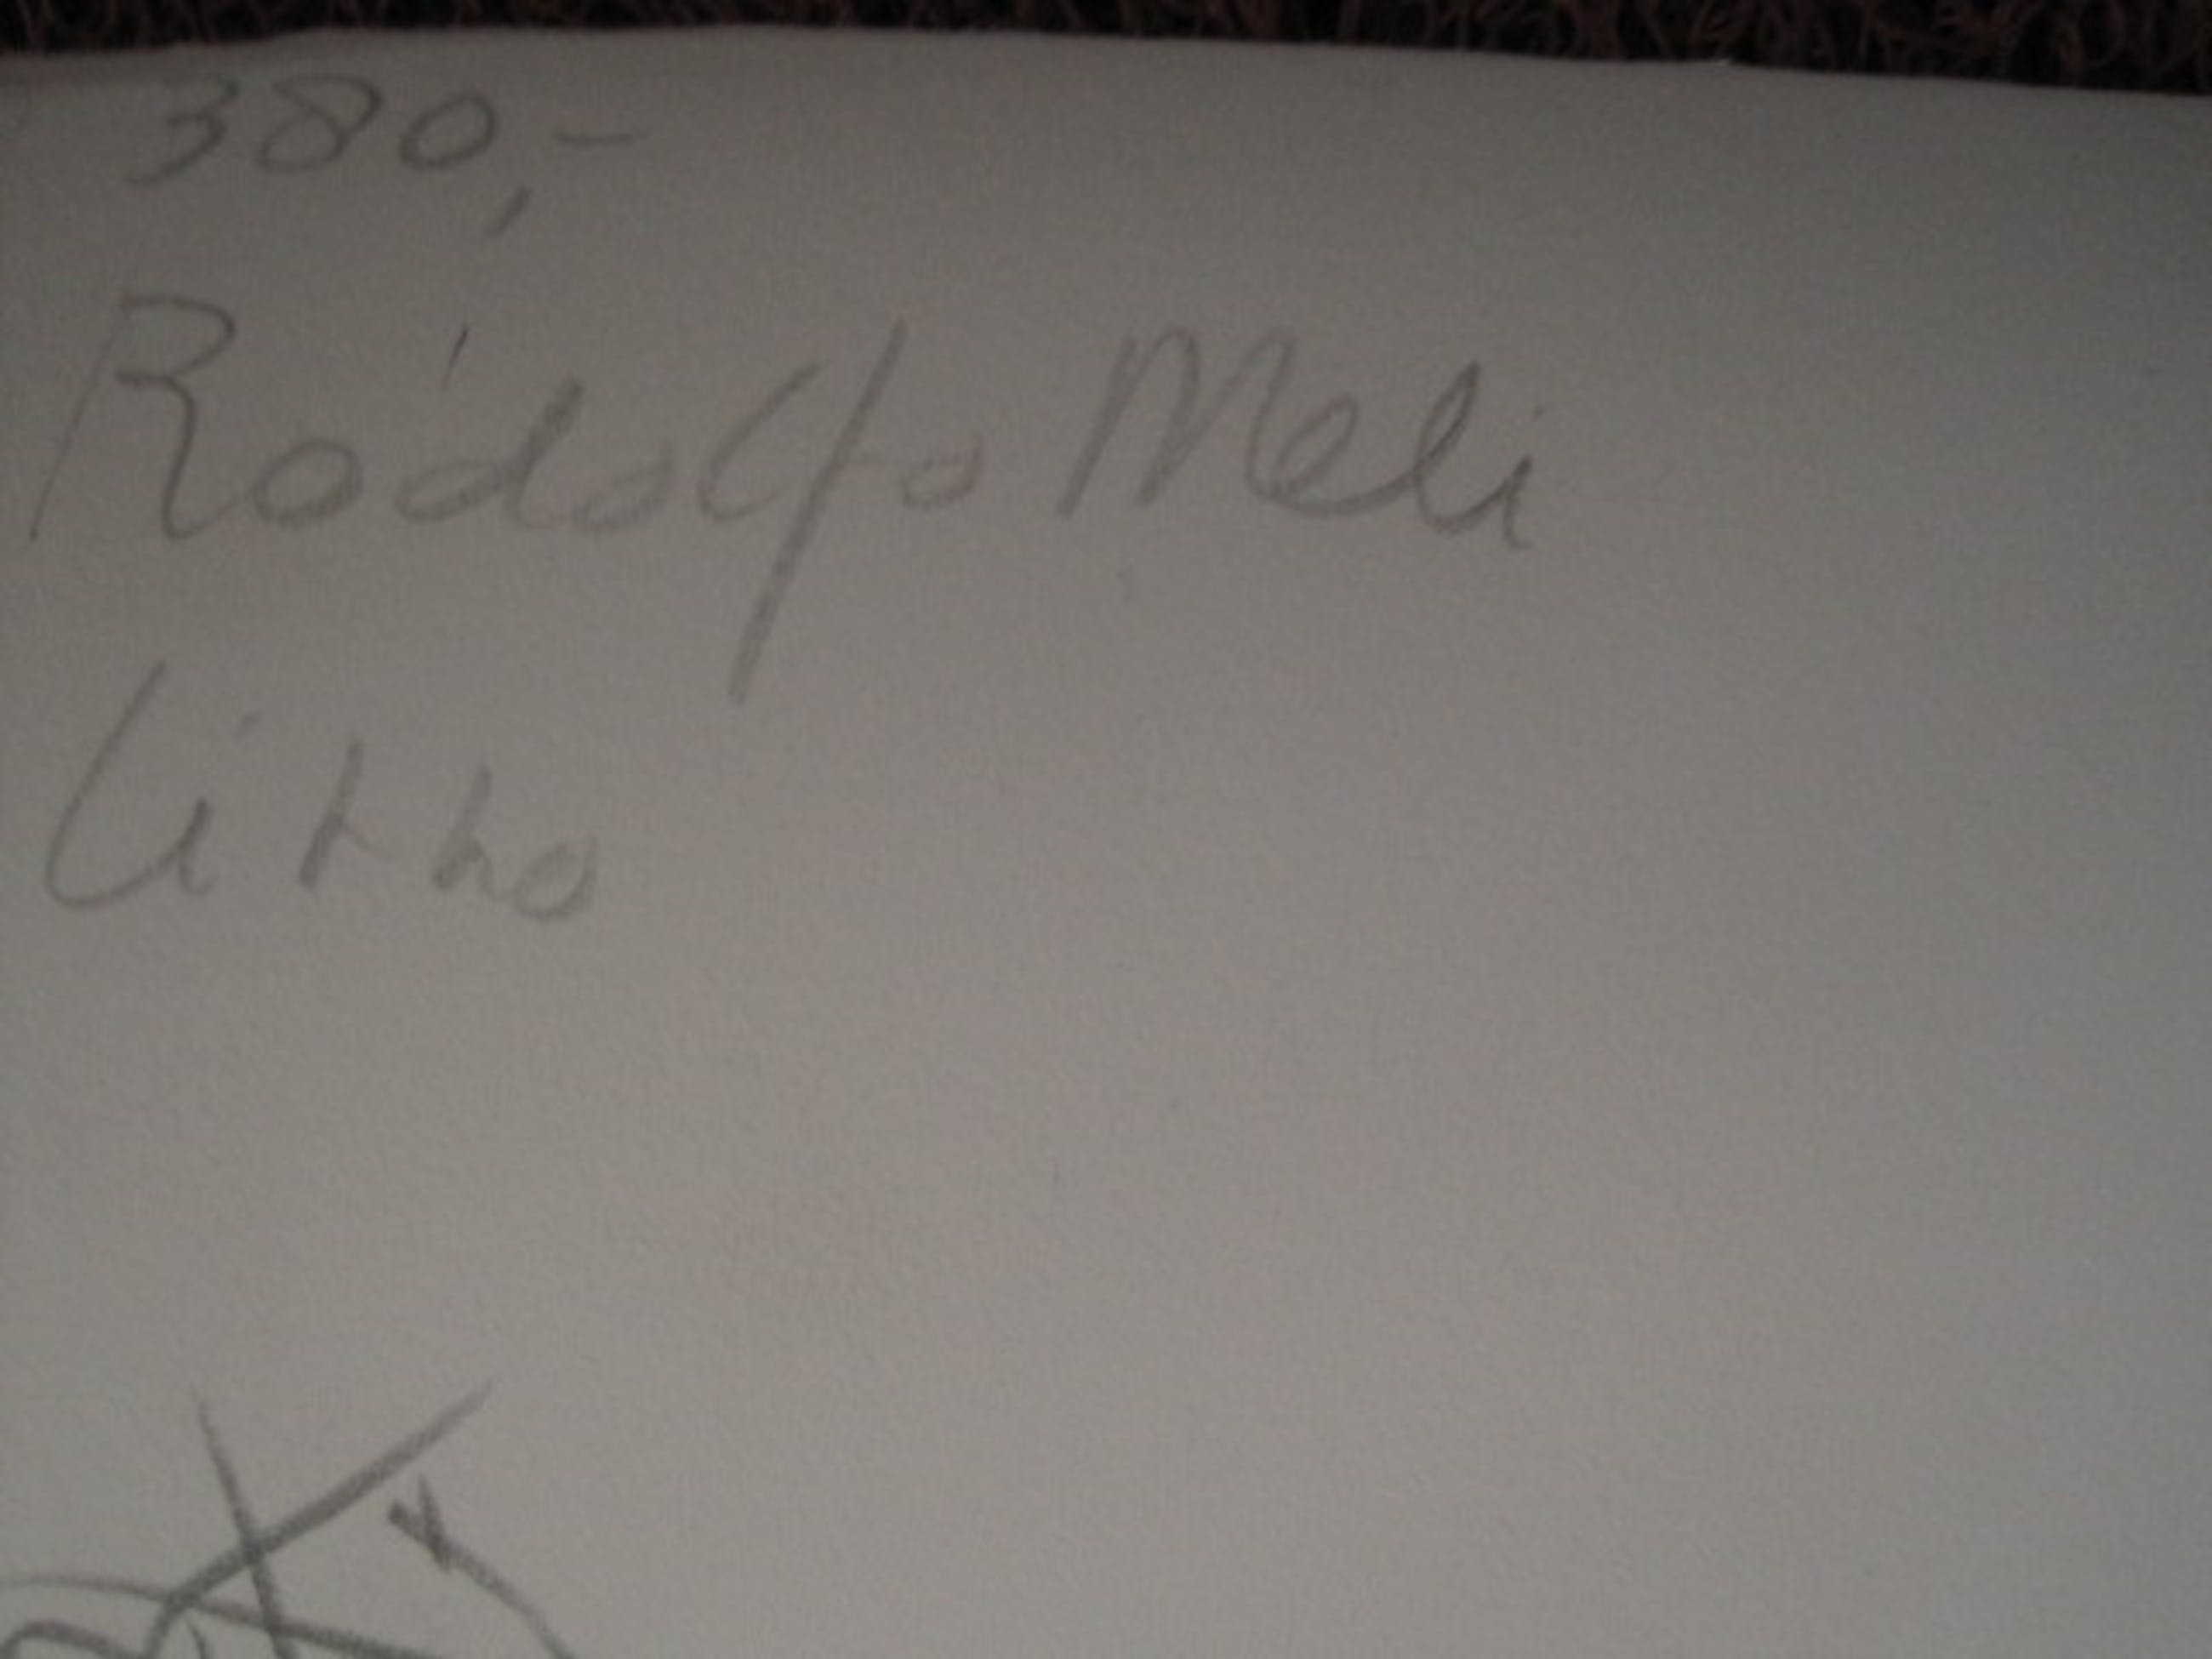 380,-
Rodolfo Meli
litho